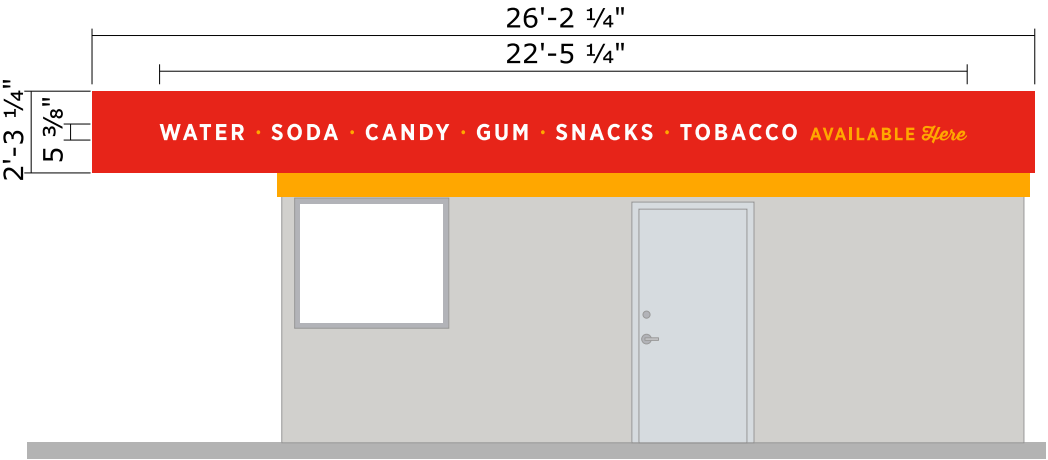 26'-2 ¼"
22'-5 ¼"
2'-3 ¼"
5 ⅜"
WATER · SODA · CANDY · GUM · SNACKS · TOBACCO AVAILABLE Here